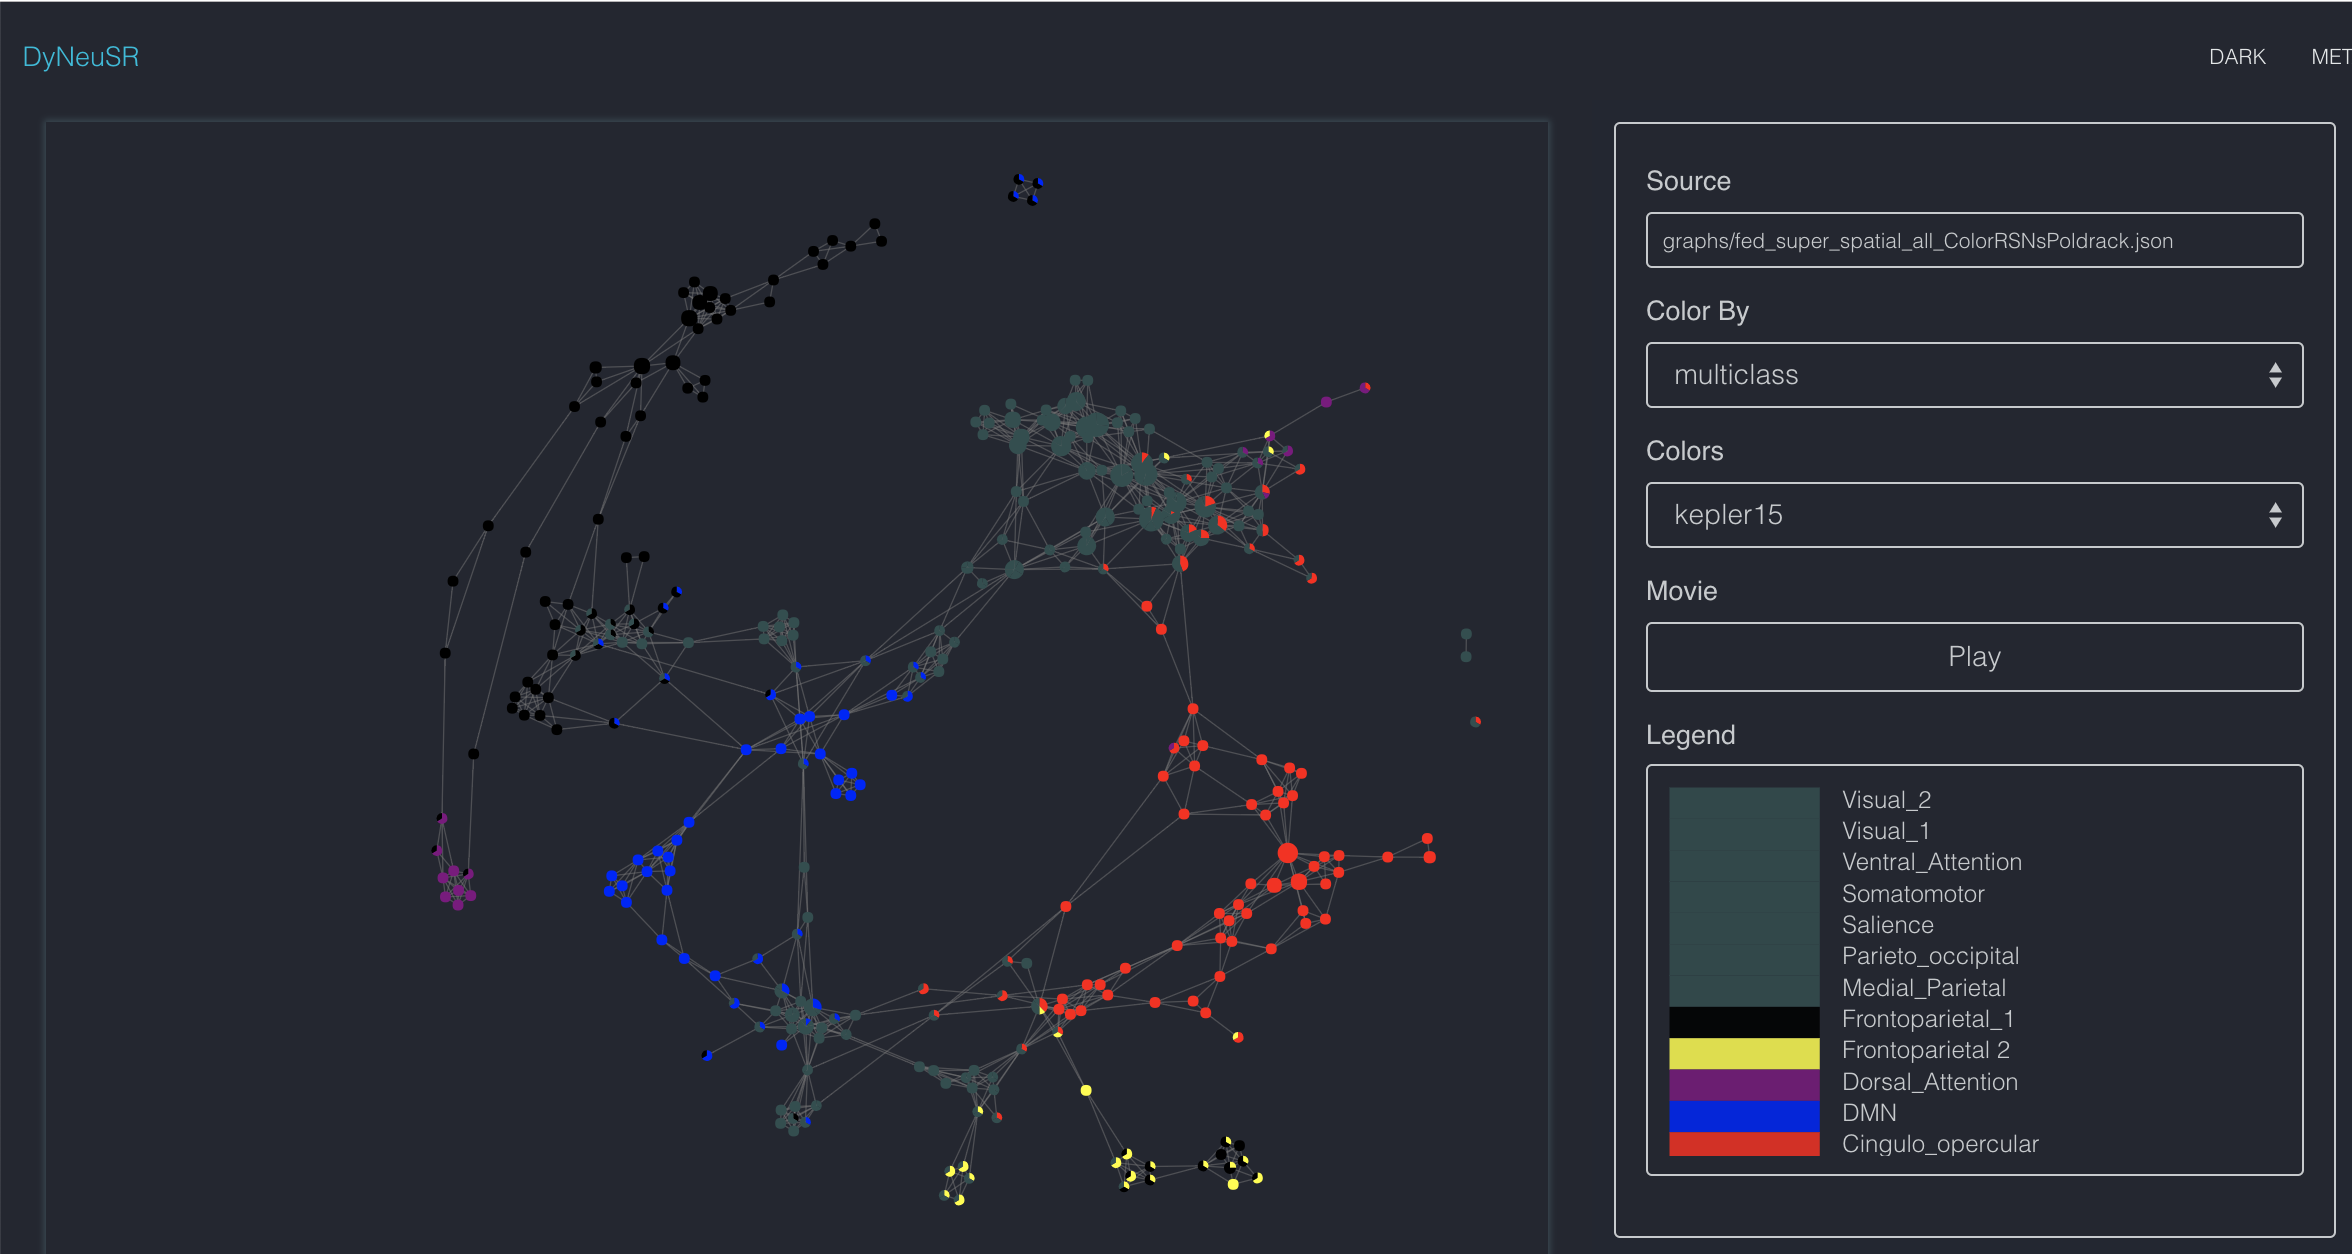 DyNeuSR
DARK
MET
Source
graphs/fed_super_spatial_all_ColorRSNsPoldrack.json
Color By
multiclass
Colors
kepler15
Movie
Play
Legend
Visual_2
Visual_1
Ventral_Attention
Somatomotor
Salience
Parieto_occipital
Medial_Parietal
Frontoparietal_1
Frontoparietal 2
Dorsal_Attention
DMN
Cingulo_opercular